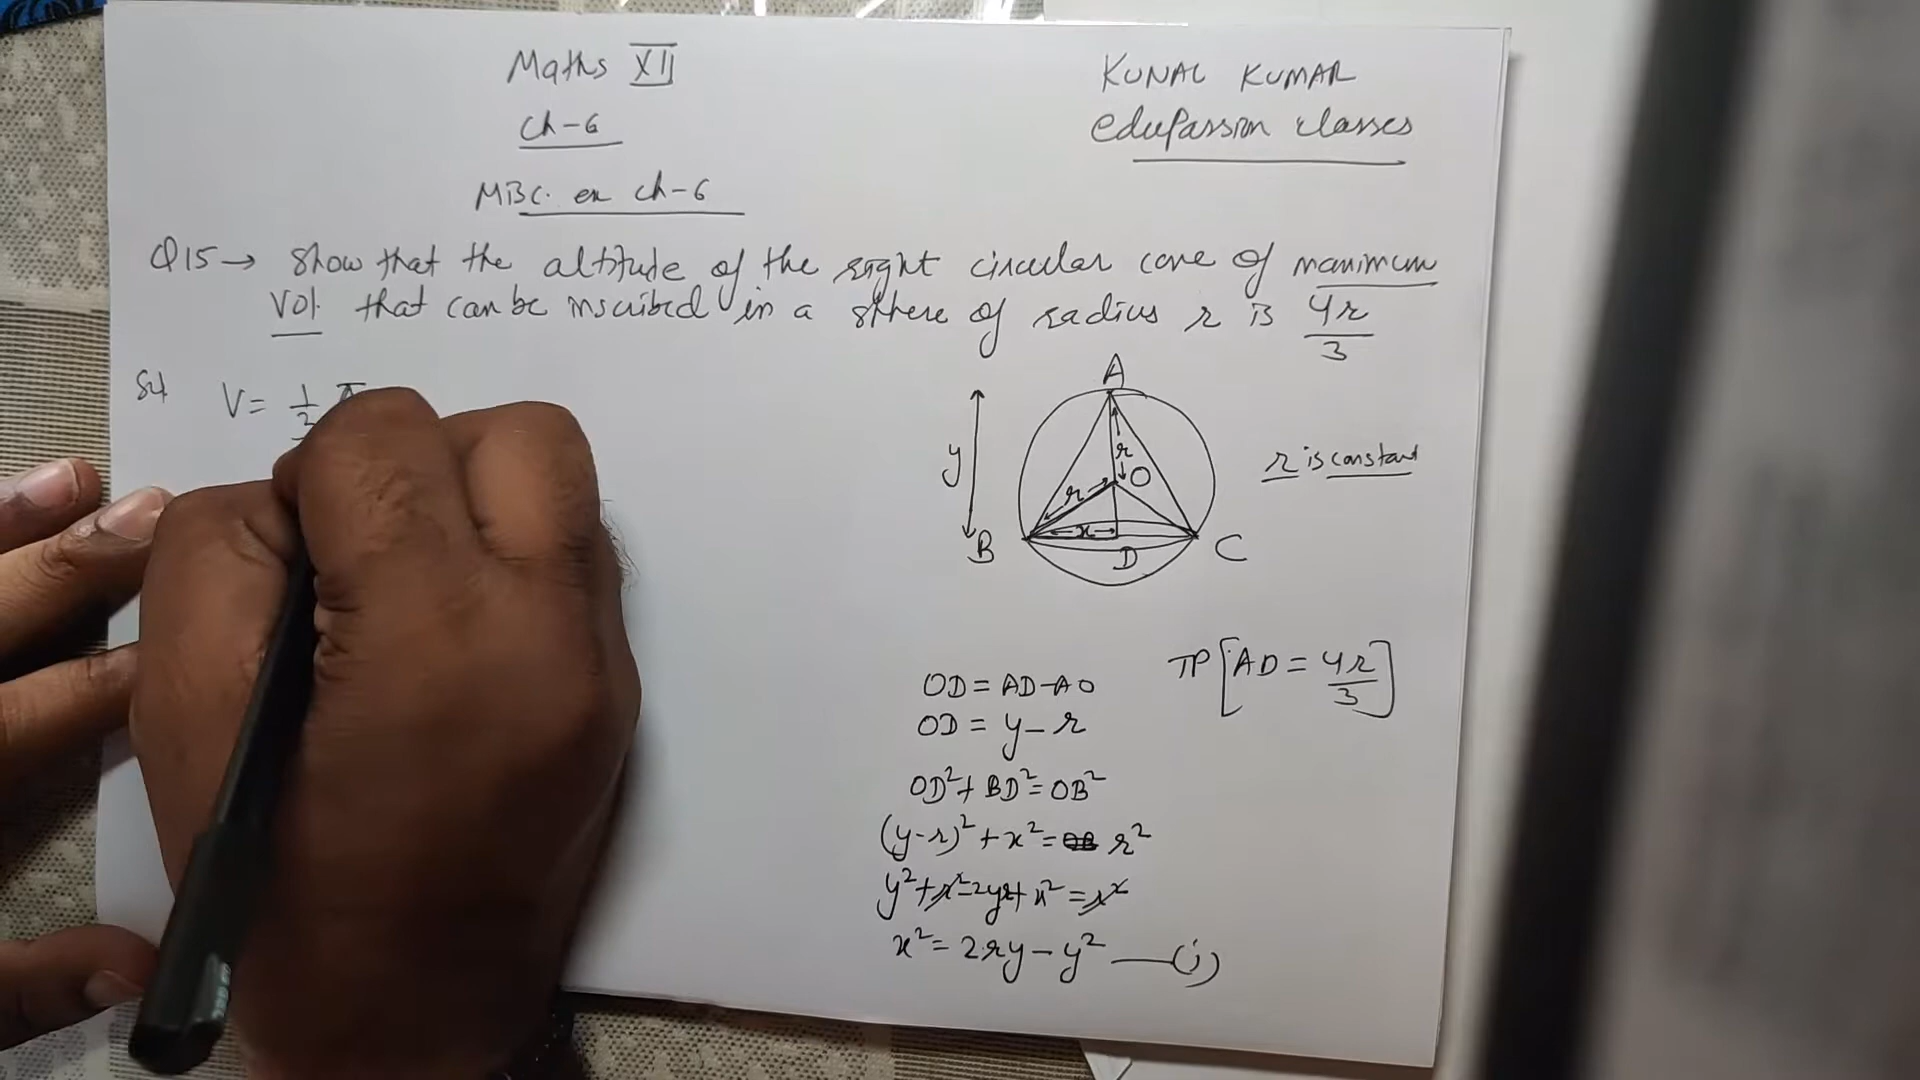 Maths XII
Ch-6
MISC. ex ch-6
KUNAL KUMAR
eduPassion classes
Q15→ Show that the altitude of the right circular cone of maximum
Vol. that can be inscribed in a sphere of radius r is 4r/3
Sol V= 1/3 π
A
y
r
O
r
x
B
D
C
r is constant
TP [AD = 4r/3]
OD = AD-AO
OD = y - r
OD²+ BD²=OB²
(y-r)² + x² = r²
y²+r²-2yr+x²=r²
x²= 2ry - y² —(i)